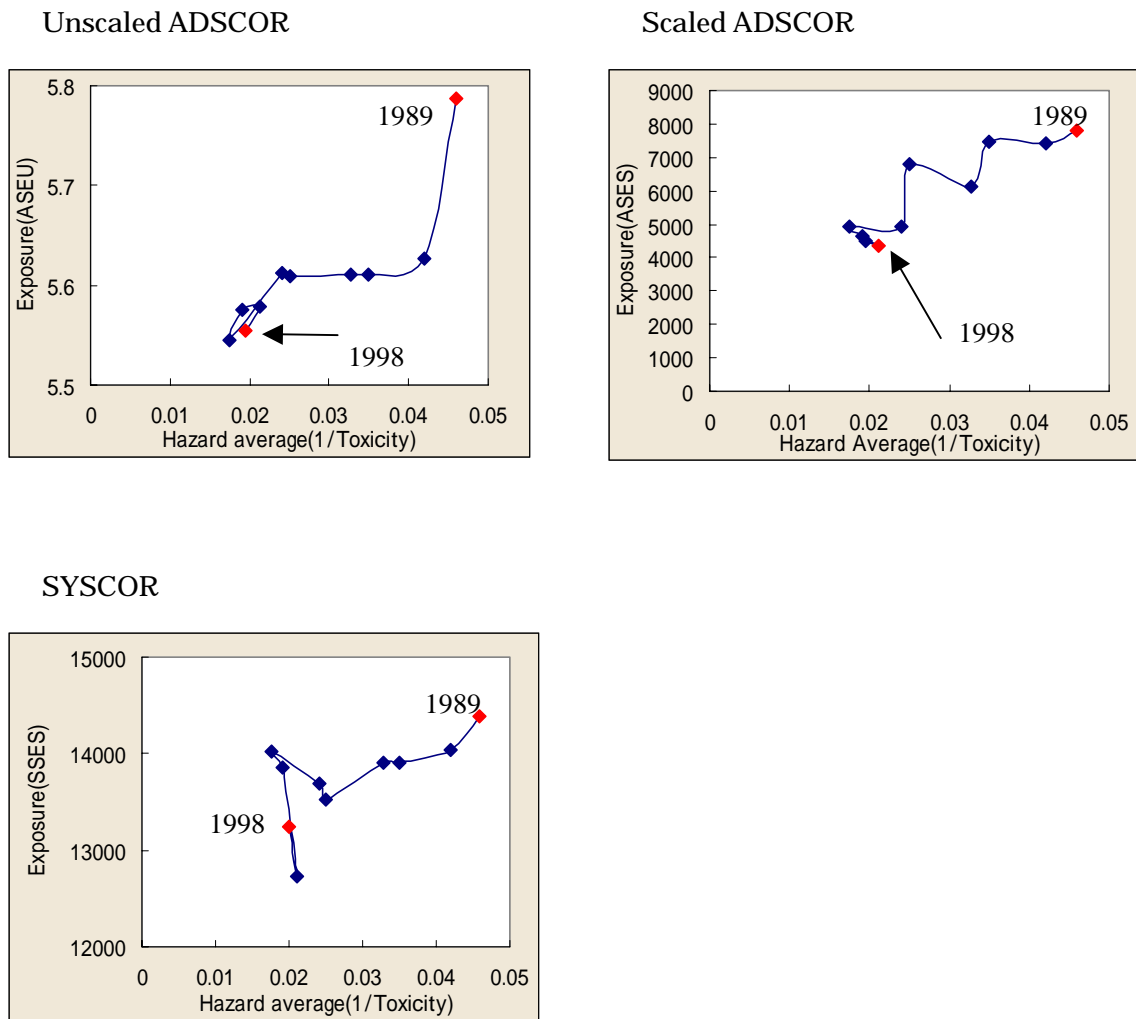 Unscaled ADSCOR
5.8
5.7
5.6
5.5
Exposure(ASEU)
1989
1998
0 0.01 0.02 0.03 0.04 0.05
Hazard average(1/Toxicity)
Scaled ADSCOR
9000
8000
7000
6000
5000
4000
3000
2000
1000
0
Exposure(ASES)
1989
1998
0 0.01 0.02 0.03 0.04 0.05
Hazard Average(1/Toxicity)
SYSCOR
15000
14000
13000
12000
Exposure(SSES)
1989
1998
0 0.01 0.02 0.03 0.04 0.05
Hazard average(1/Toxicity)